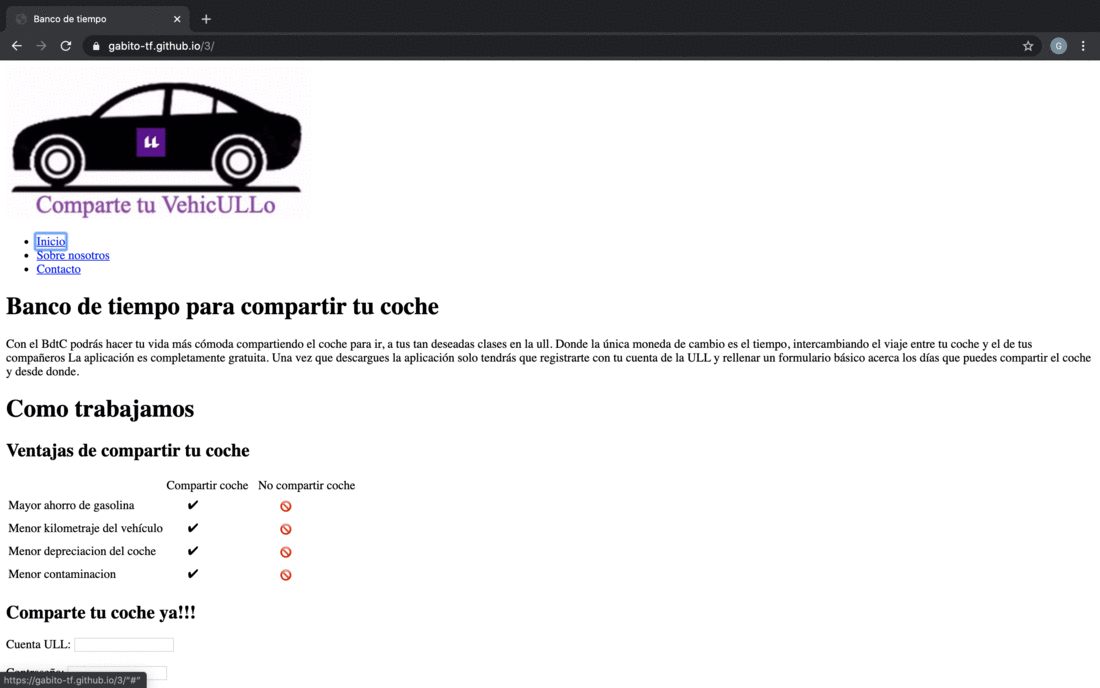 Banco de tiempo
gabito-tf.github.io/3/
G
u
Comparte tu VehicULLo
Inicio
Sobre nosotros
Contacto
Banco de tiempo para compartir tu coche
Con el BdtC podrás hacer tu vida más cómoda compartiendo el coche para ir, a tus tan deseadas clases en la ull. Donde la única moneda de cambio es el tiempo, intercambiando el viaje entre tu coche y el de tus
compañeros La aplicación es completamente gratuita. Una vez que descargues la aplicación solo tendrás que registrarte con tu cuenta de la ULL y rellenar un formulario básico acerca los días que puedes compartir el coche
y desde donde.
Como trabajamos
Ventajas de compartir tu coche
Compartir coche No compartir coche
Mayor ahorro de gasolina ✔ 🚫
Menor kilometraje del vehículo ✔ 🚫
Menor depreciacion del coche ✔ 🚫
Menor contaminacion ✔ 🚫
Comparte tu coche ya!!!
Cuenta ULL:
https://gabito-tf.github.io/3/"#"